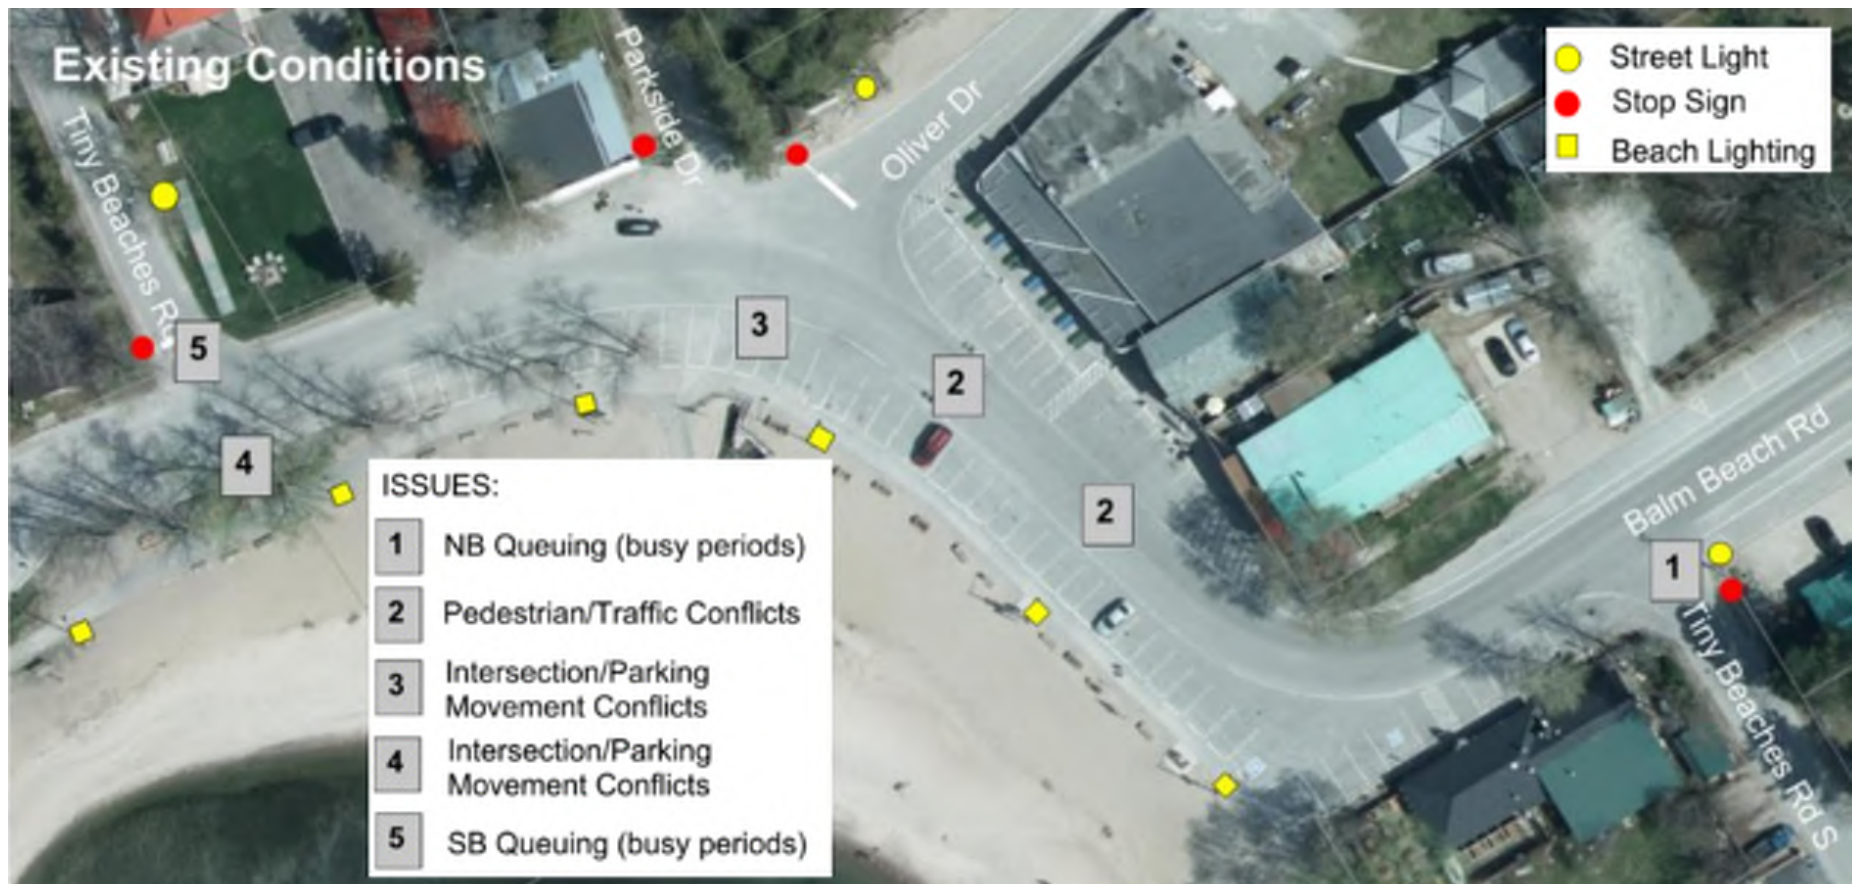 Existing Conditions
Street Light
Stop Sign
Beach Lighting
Parkside Dr
Oliver Dr
Tiny Beaches Rd
5
3
2
4
2
Balm Beach Rd
1
Tiny Beaches Rd S
ISSUES:
1 NB Queuing (busy periods)
2 Pedestrian/Traffic Conflicts
3 Intersection/Parking
Movement Conflicts
4 Intersection/Parking
Movement Conflicts
5 SB Queuing (busy periods)